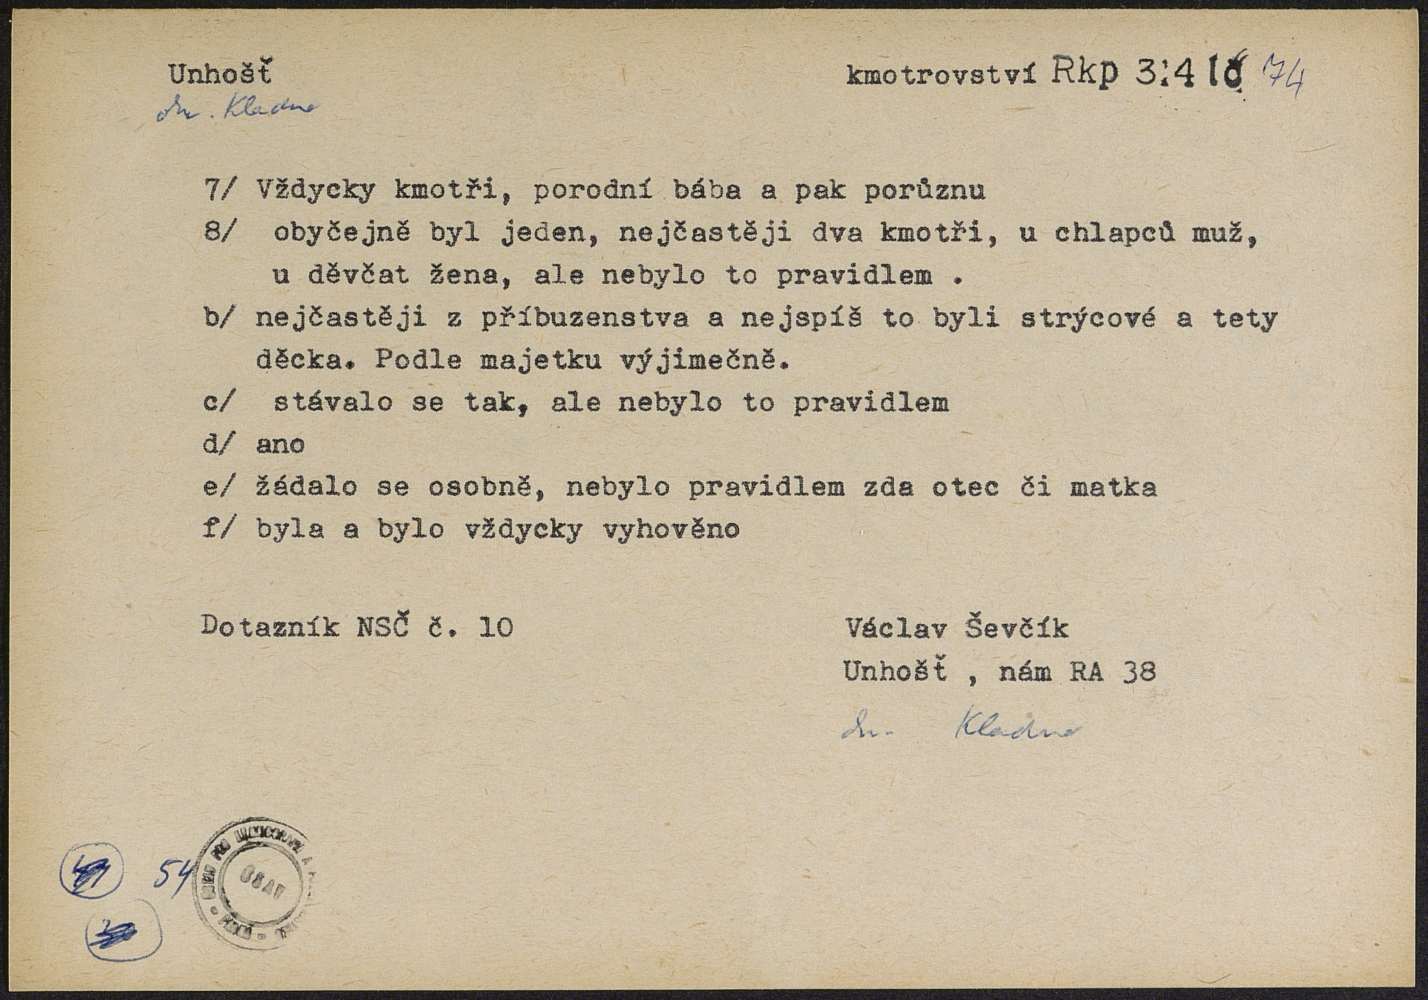 Unhošť
kmotrovství Rkp 3:4 74
Kladno
7/ Vždycky kmotři, porodní bába a pak porůznu
8/ obyčejně byl jeden, nejčastěji dva kmotři, u chlapců muž,
u děvčat žena, ale nebylo to pravidlem .
b/ nejčastěji z příbuzenstva a nejspíš to byli strýcové a tety
děcka. Podle majetku výjimečně.
c/ stávalo se tak, ale nebylo to pravidlem
d/ ano
e/ žádalo se osobně, nebylo pravidlem zda otec či matka
f/ byla a bylo vždycky vyhověno
Dotazník NSČ č. 10
Václav Ševčík
Unhošť , nám RA 38
Kladno
54
PRO